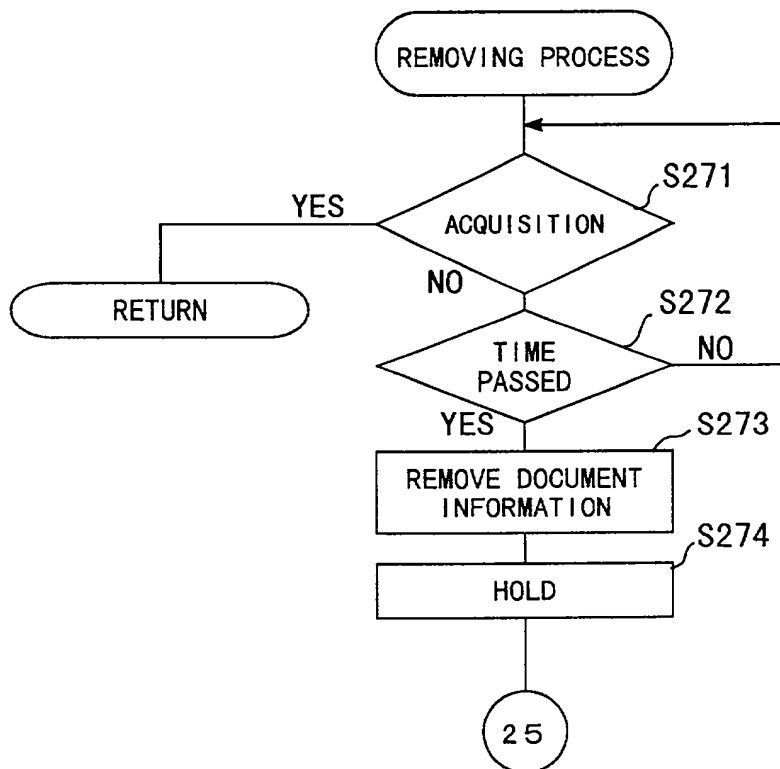 REMOVING PROCESS
S271
YES
ACQUISITION
NO
RETURN
S272
TIME
PASSED
NO
YES
S273
REMOVE DOCUMENT
INFORMATION
S274
HOLD
25